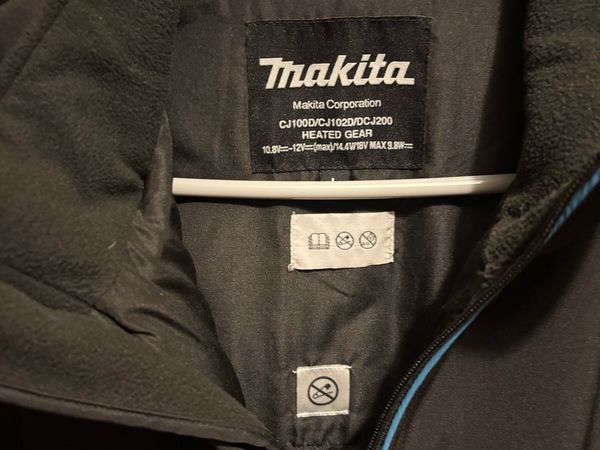 makita
Makita Corporation
CJ100D/CJ102D/DCJ200
HEATED GEAR
10.8V⎓-12V⎓(max)/14.4V/18V MAX 9.8W⎓